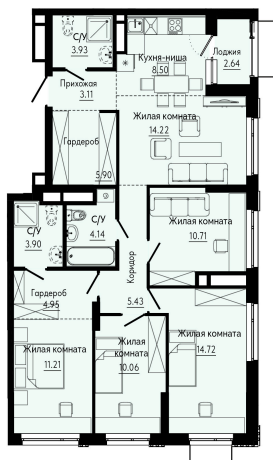 С/У
3.93
Кухня-ниша
8.50
Лоджия
2.64
Прихожая
3.11
Жилая комната
14.22
Гардероб
5.90
С/У
3.90
С/У
4.14
Жилая комната
10.71
Коридор
5.43
Гардероб
4.95
Жилая комната
11.21
Жилая комната
10.06
Жилая комната
14.72